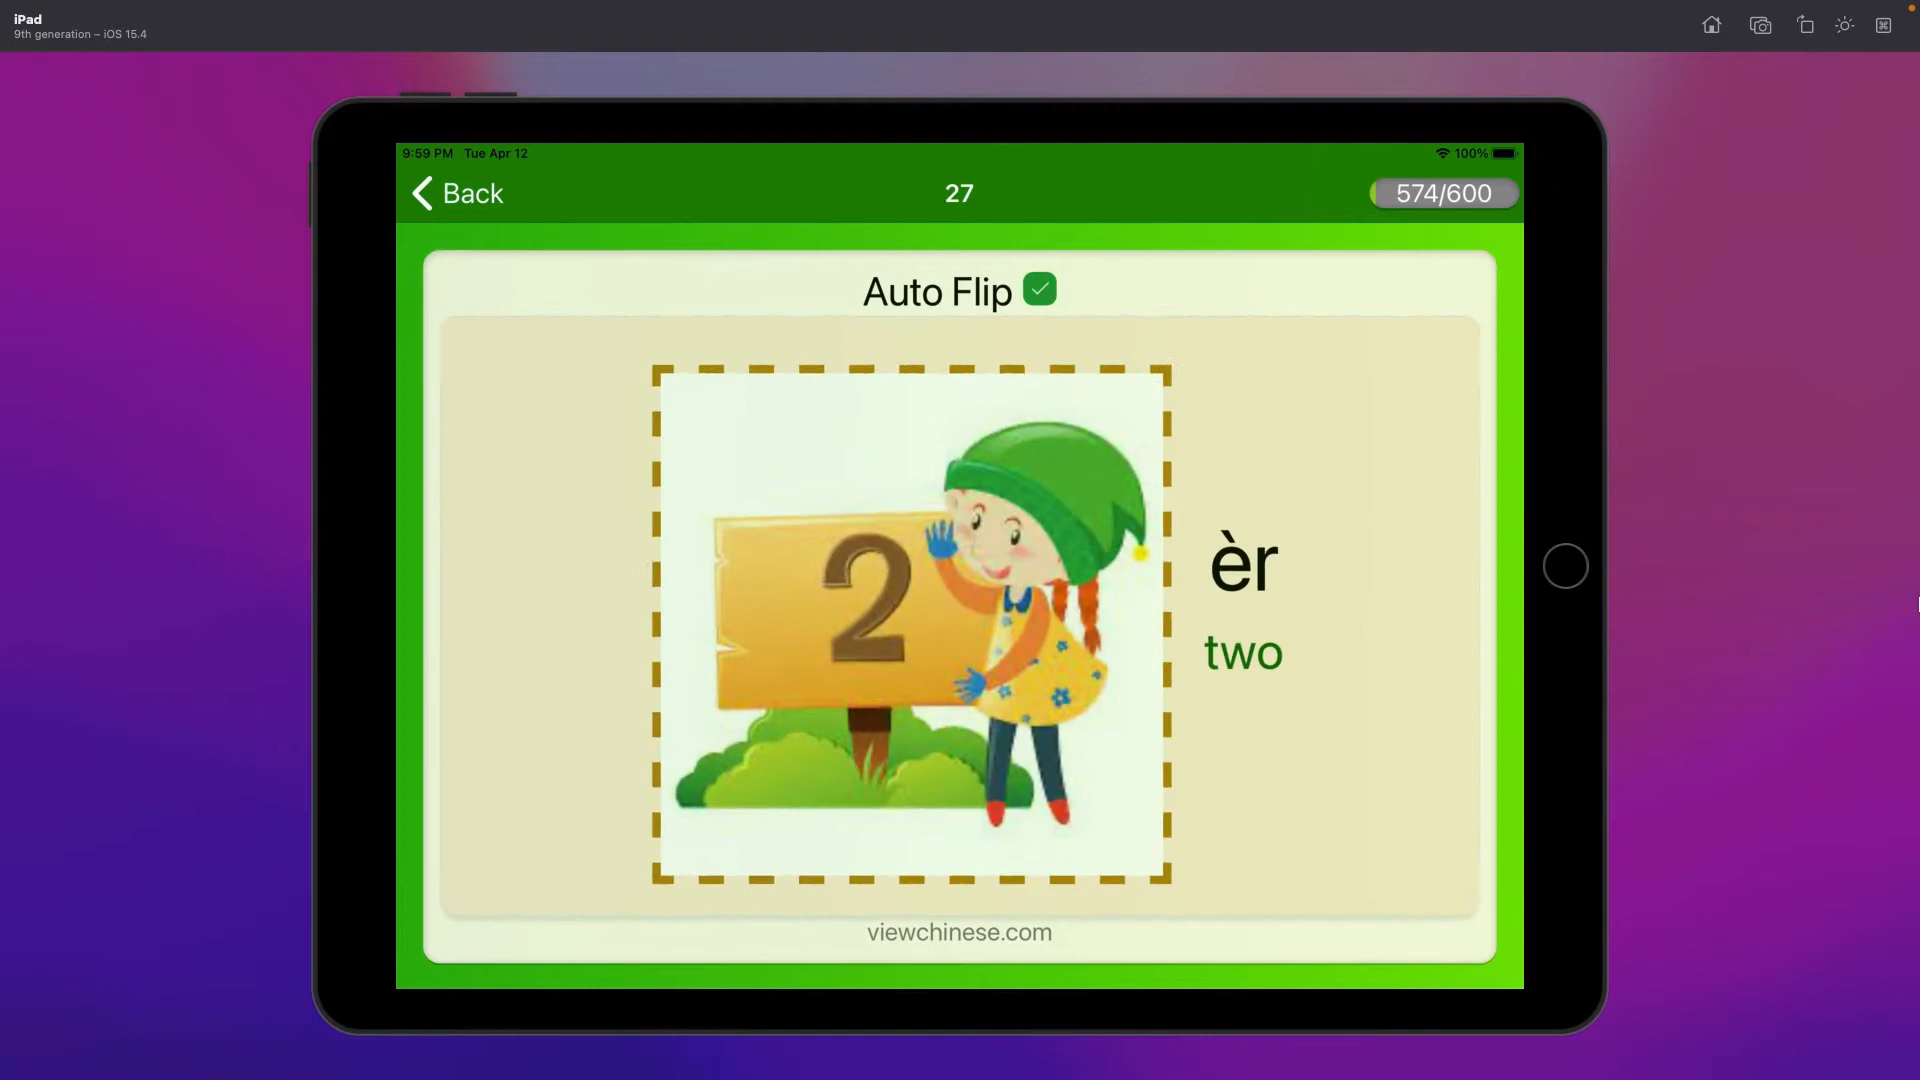 iPad
9th generation – iOS 15.4
9:59 PM Tue Apr 12
100%
Back
27
574/600
Auto Flip
2
èr
two
viewchinese.com